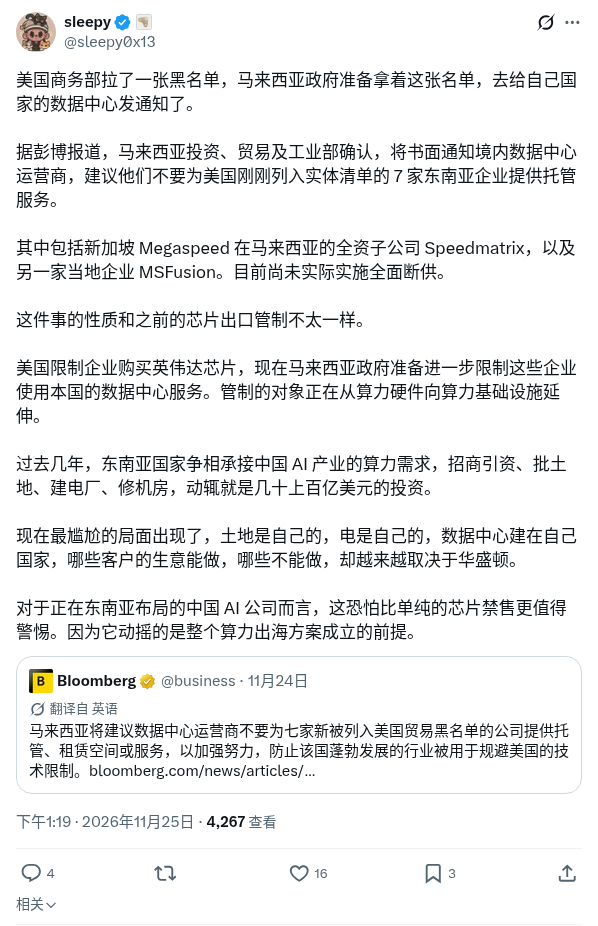 sleepy
@sleepy0x13
美国商务部拉了一张黑名单，马来西亚政府准备拿着这张名单，去给自己国
家的数据中心发通知了。
据彭博报道，马来西亚投资、贸易及工业部确认，将书面通知境内数据中心
运营商，建议他们不要为美国刚刚列入实体清单的 7 家东南亚企业提供托管
服务。
其中包括新加坡 Megaspeed 在马来西亚的全资子公司 Speedmatrix，以及
另一家当地企业 MSFusion。目前尚未实际实施全面断供。
这件事的性质和之前的芯片出口管制不太一样。
美国限制企业购买英伟达芯片，现在马来西亚政府准备进一步限制这些企业
使用本国的数据中心服务。管制的对象正在从算力硬件向算力基础设施延
伸。
过去几年，东南亚国家争相承接中国 AI 产业的算力需求，招商引资、批土
地、建电厂、修机房，动辄就是几十上百亿美元的投资。
现在最尴尬的局面出现了，土地是自己的，电是自己的，数据中心建在自己
国家，哪些客户的生意能做，哪些不能做，却越来越取决于华盛顿。
对于正在东南亚布局的中国 AI 公司而言，这恐怕比单纯的芯片禁售更值得
警惕。因为它动摇的是整个算力出海方案成立的前提。
B Bloomberg @business · 11月24日
翻译自 英语
马来西亚将建议数据中心运营商不要为七家新被列入美国贸易黑名单的公司提供托
管、租赁空间或服务，以加强努力，防止该国蓬勃发展的行业被用于规避美国的技
术限制。bloomberg.com/news/articles/…
下午1:19 · 2026年11月25日 · 4,267 查看
4 16 3
相关